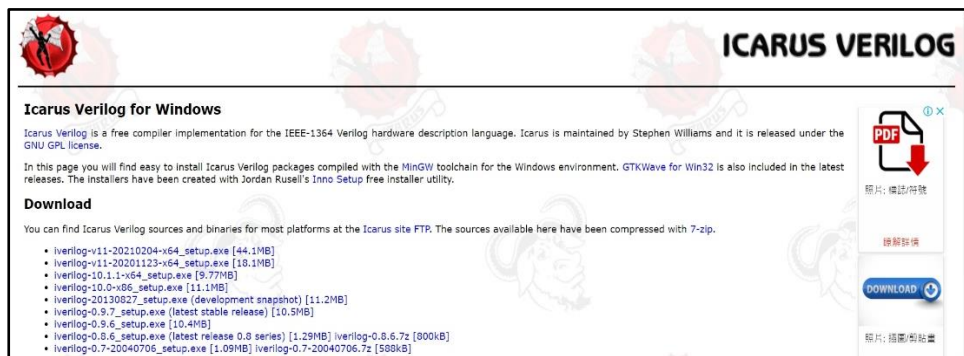 ICARUS VERILOG
Icarus Verilog for Windows
Icarus Verilog is a free compiler implementation for the IEEE-1364 Verilog hardware description language. Icarus is maintained by Stephen Williams and it is released under the
GNU GPL license.
In this page you will find easy to install Icarus Verilog packages compiled with the MinGW toolchain for the Windows environment. GTKWave for Win32 is also included in the latest
releases. The installers have been created with Jordan Rusell's Inno Setup free installer utility.
Download
You can find Icarus Verilog sources and binaries for most platforms at the Icarus site FTP. The sources available here have been compressed with 7-zip.
iverilog-v11-20210204-x64_setup.exe [44.1MB]
iverilog-v11-20201123-x64_setup.exe [18.1MB]
iverilog-10.1.1-x64_setup.exe [9.77MB]
iverilog-10.0-x86_setup.exe [11.1MB]
iverilog-20130827_setup.exe (development snapshot) [11.2MB]
iverilog-0.9.7_setup.exe (latest stable release) [10.5MB]
iverilog-0.9.6_setup.exe [10.4MB]
iverilog-0.8.6_setup.exe (latest release 0.8 series) [1.29MB] iverilog-0.8.6.7z [800kB]
iverilog-0.7-20040706_setup.exe [1.09MB] iverilog-0.7-20040706.7z [588kB]
PDF
照片: 標誌/符號
瞭解詳情
DOWNLOAD
照片: 插圖/剪貼畫